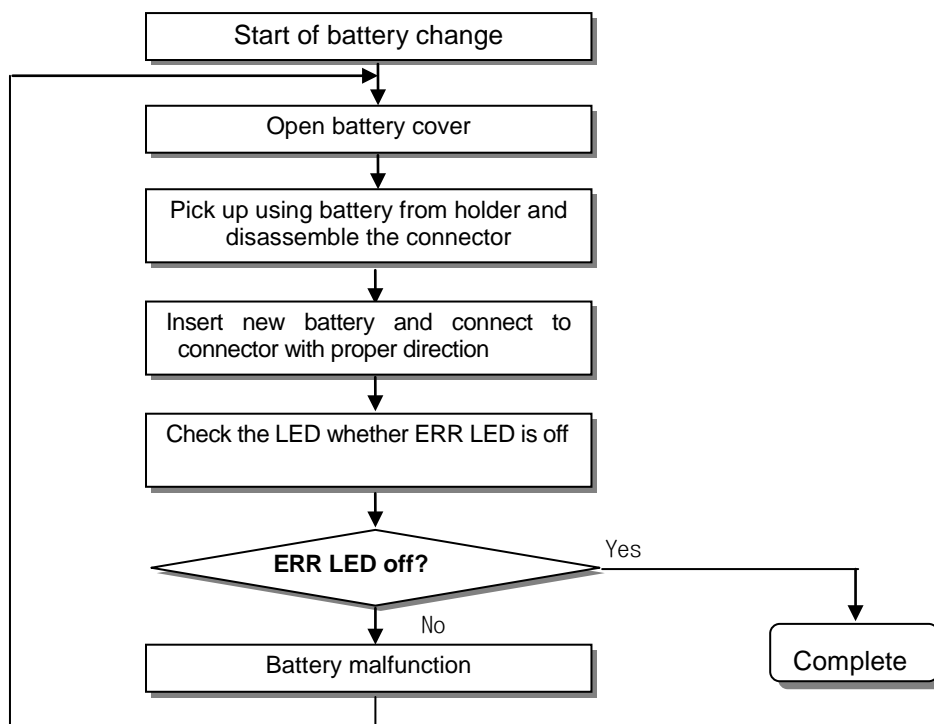 Start of battery change
Open battery cover
Pick up using battery from holder and
disassemble the connector
Insert new battery and connect to
connector with proper direction
Check the LED whether ERR LED is off
ERR LED off?
Yes
No
Battery malfunction
Complete